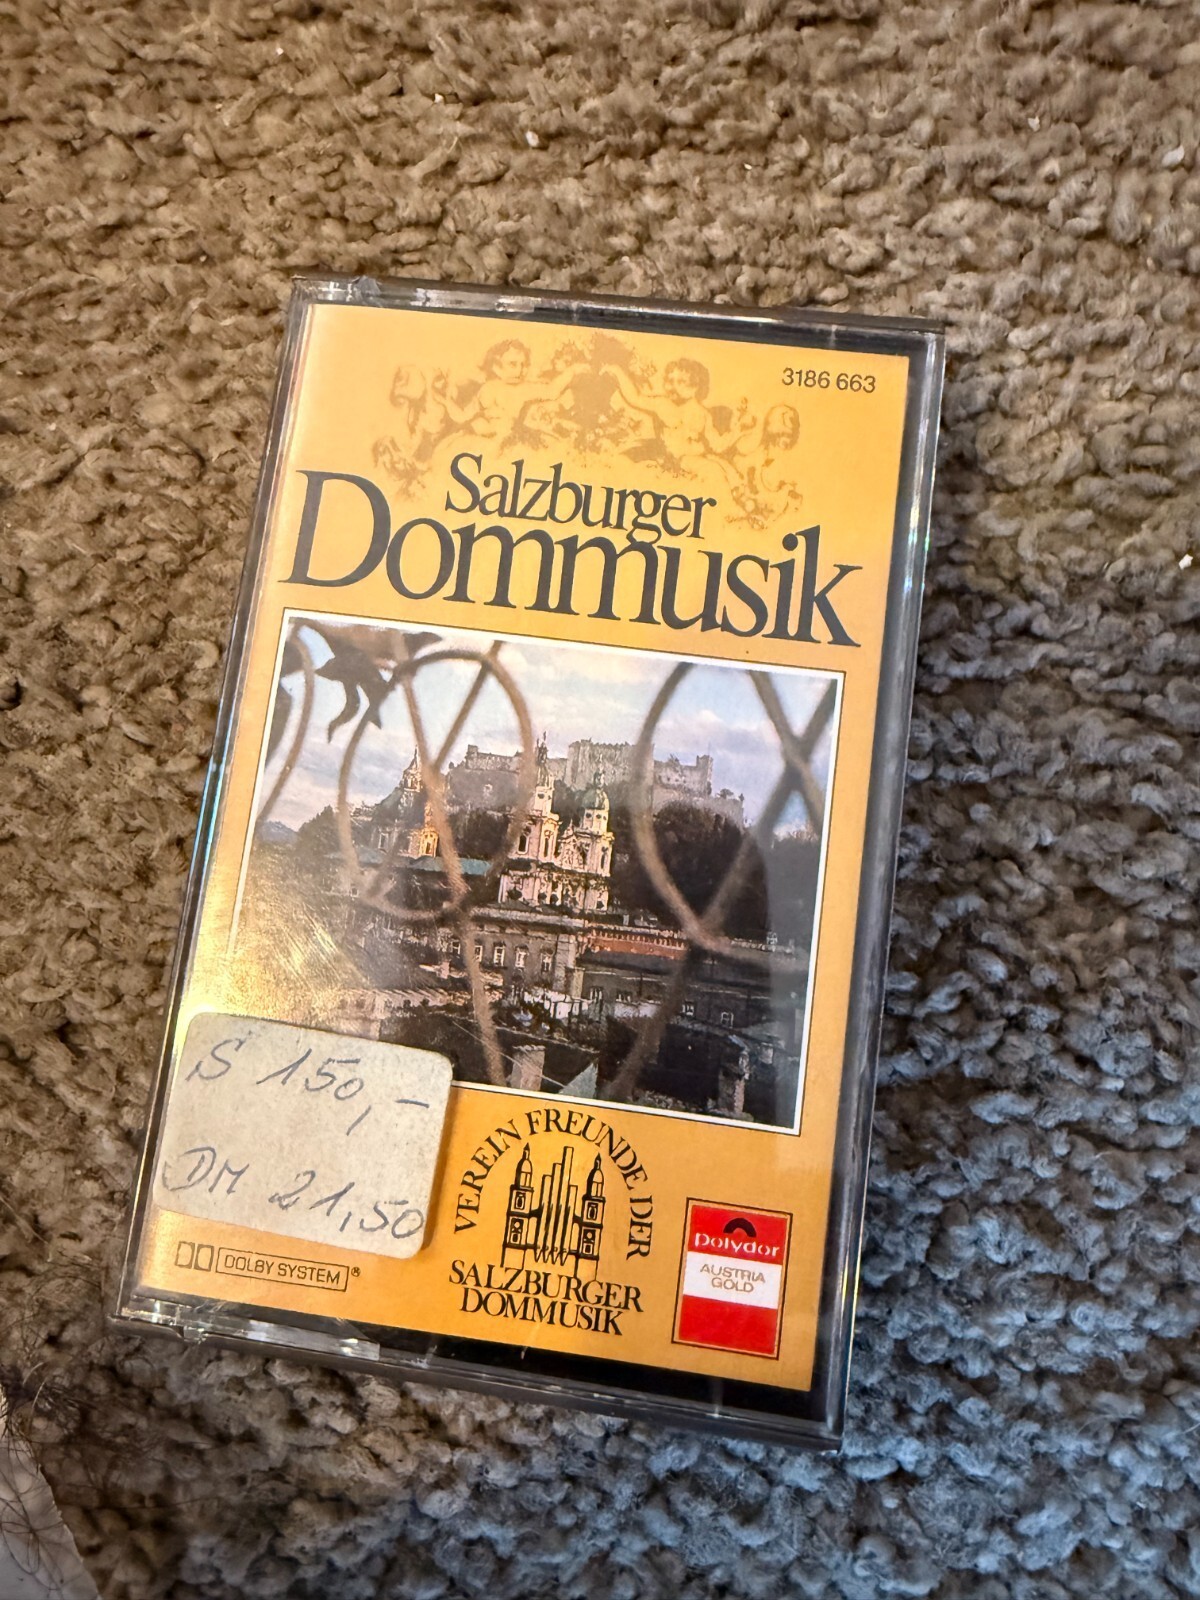 3186 663
Salzburger
Dommusik
S 150,-
DM 21,50
VEREIN FREUNDE DER
SALZBURGER
DOMMUSIK
DOLBY SYSTEM®
polydor
AUSTRIA
GOLD